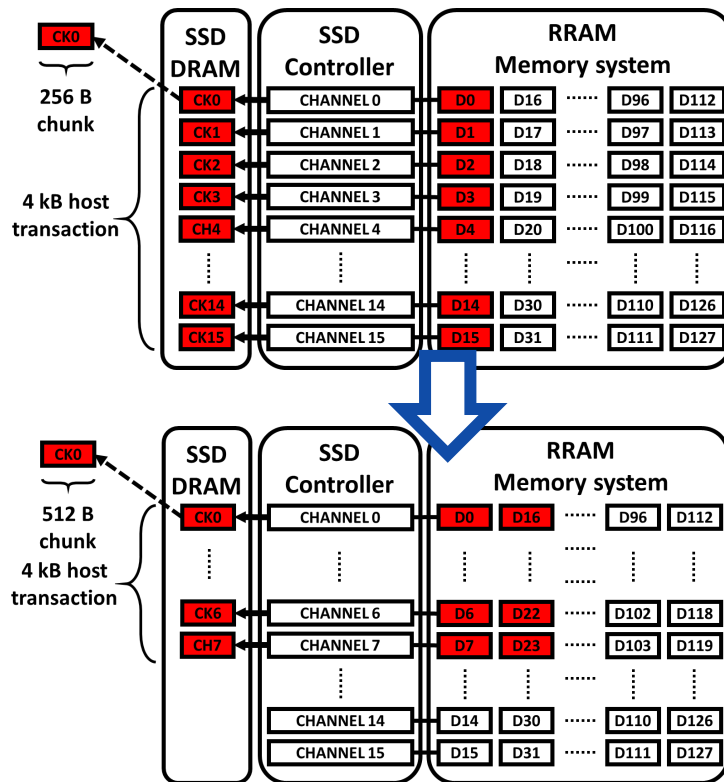 CK0
256 B
chunk
4 kB host
transaction
SSD
DRAM
CK0
CK1
CK2
CK3
CH4
CK14
CK15
SSD
Controller
CHANNEL 0
CHANNEL 1
CHANNEL 2
CHANNEL 3
CHANNEL 4
CHANNEL 14
CHANNEL 15
RRAM
Memory system
D0 D16 ...... D96 D112
D1 D17 ...... D97 D113
D2 D18 ...... D98 D114
D3 D19 ...... D99 D115
D4 D20 ...... D100 D116
D14 D30 ...... D110 D126
D15 D31 ...... D111 D127
CK0
512 B
chunk
4 kB host
transaction
SSD
DRAM
CK0
CK6
CH7
SSD
Controller
CHANNEL 0
CHANNEL 6
CHANNEL 7
CHANNEL 14
CHANNEL 15
RRAM
Memory system
D0 D16 ...... D96 D112
D6 D22 ...... D102 D118
D7 D23 ...... D103 D119
D14 D30 ...... D110 D126
D15 D31 ...... D111 D127